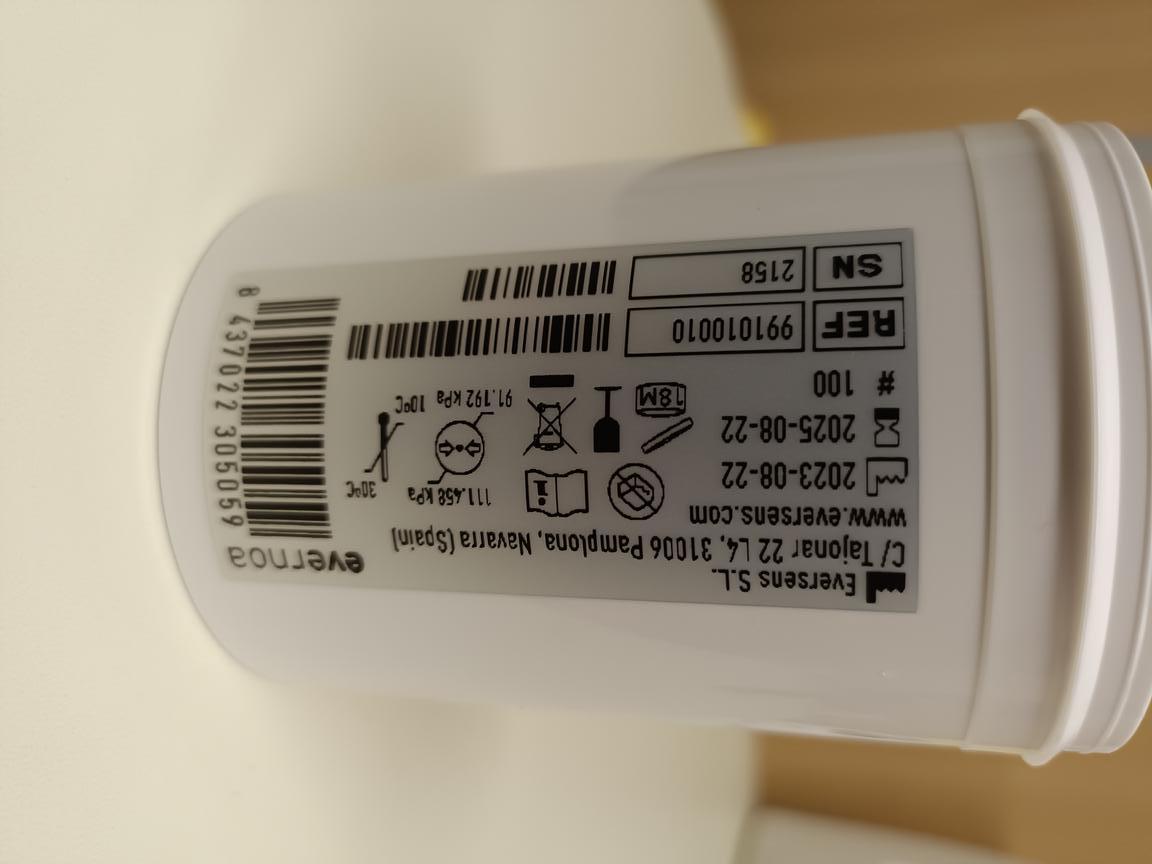 Eversens S.L.
C/ Tajonar 22 L4, 31006 Pamplona, Navarra (Spain)
www.eversens.com
2023-08-22
2025-08-22
# 100
18M
111.458 kPa
91.192 kPa
30ºC
10ºC
REF 991010010
SN 2158
evernoa
8 437022 305059